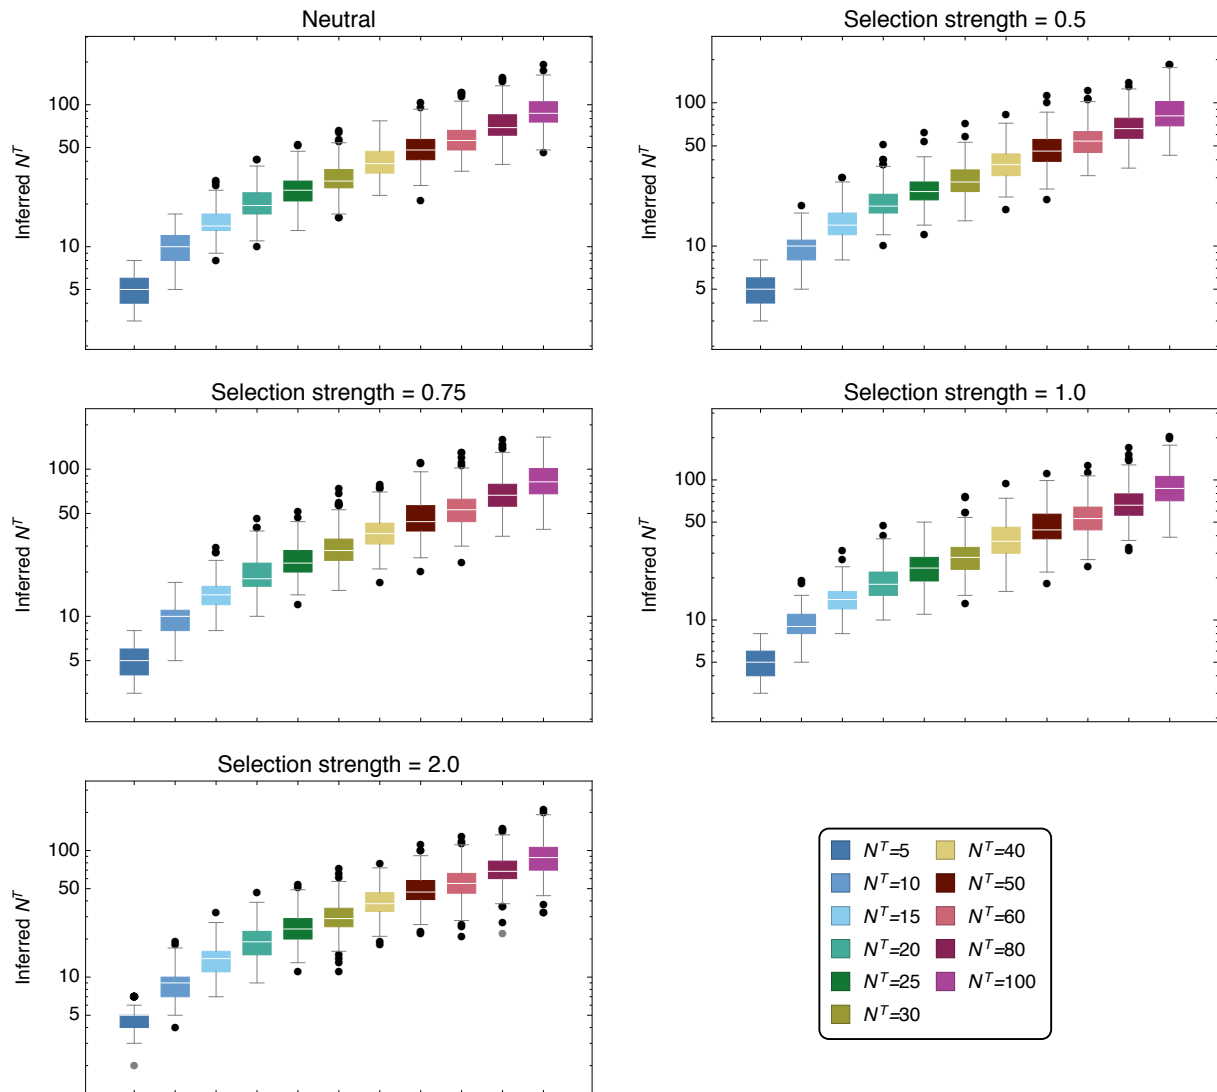 Neutral
Inferred N^T
100
50
10
5
Selection strength = 0.5
Inferred N^T
100
50
10
5
Selection strength = 0.75
Inferred N^T
100
50
10
5
Selection strength = 1.0
Inferred N^T
100
50
10
5
Selection strength = 2.0
Inferred N^T
100
50
10
5
N^T=5
N^T=10
N^T=15
N^T=20
N^T=25
N^T=30
N^T=40
N^T=50
N^T=60
N^T=80
N^T=100